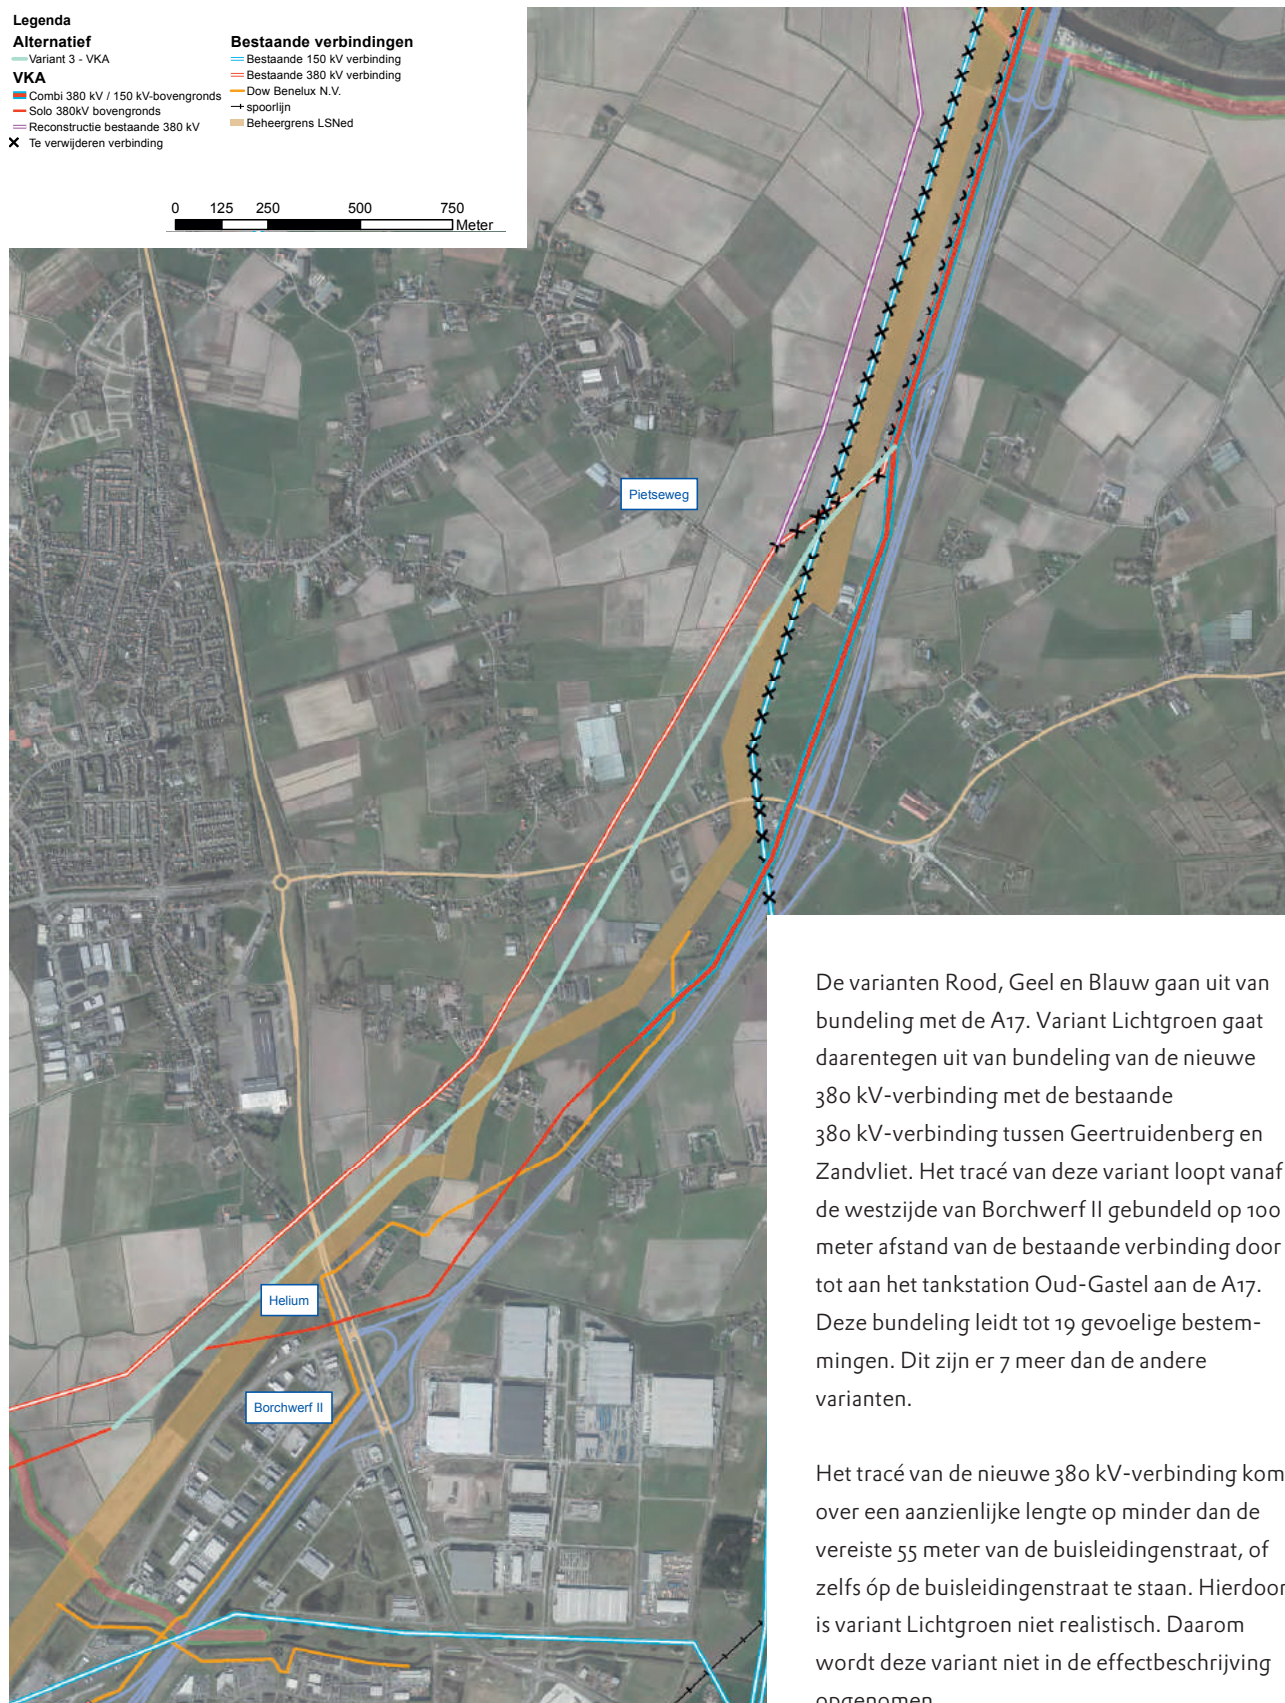 Legenda
Alternatief
Variant 3 - VKA
VKA
Combi 380 kV / 150 kV-bovengronds
Solo 380kV bovengronds
Reconstructie bestaande 380 kV
Te verwijderen verbinding
Bestaande verbindingen
Bestaande 150 kV verbinding
Bestaande 380 kV verbinding
Dow Benelux N.V.
spoorlijn
Beheergrens LSNed
0 125 250 500 750
Meter
Pietseweg
Helium
Borchwerf II
De varianten Rood, Geel en Blauw gaan uit van
bundeling met de A17. Variant Lichtgroen gaat
daarentegen uit van bundeling van de nieuwe
380 kV-verbinding met de bestaande
380 kV-verbinding tussen Geertruidenberg en
Zandvliet. Het tracé van deze variant loopt vanaf
de westzijde van Borchwerf II gebundeld op 100
meter afstand van de bestaande verbinding door
tot aan het tankstation Oud-Gastel aan de A17.
Deze bundeling leidt tot 19 gevoelige bestem-
mingen. Dit zijn er 7 meer dan de andere
varianten.
Het tracé van de nieuwe 380 kV-verbinding kom
over een aanzienlijke lengte op minder dan de
vereiste 55 meter van de buisleidingenstraat, of
zelfs óp de buisleidingenstraat te staan. Hierdoor
is variant Lichtgroen niet realistisch. Daarom
wordt deze variant niet in de effectbeschrijving
opgenomen